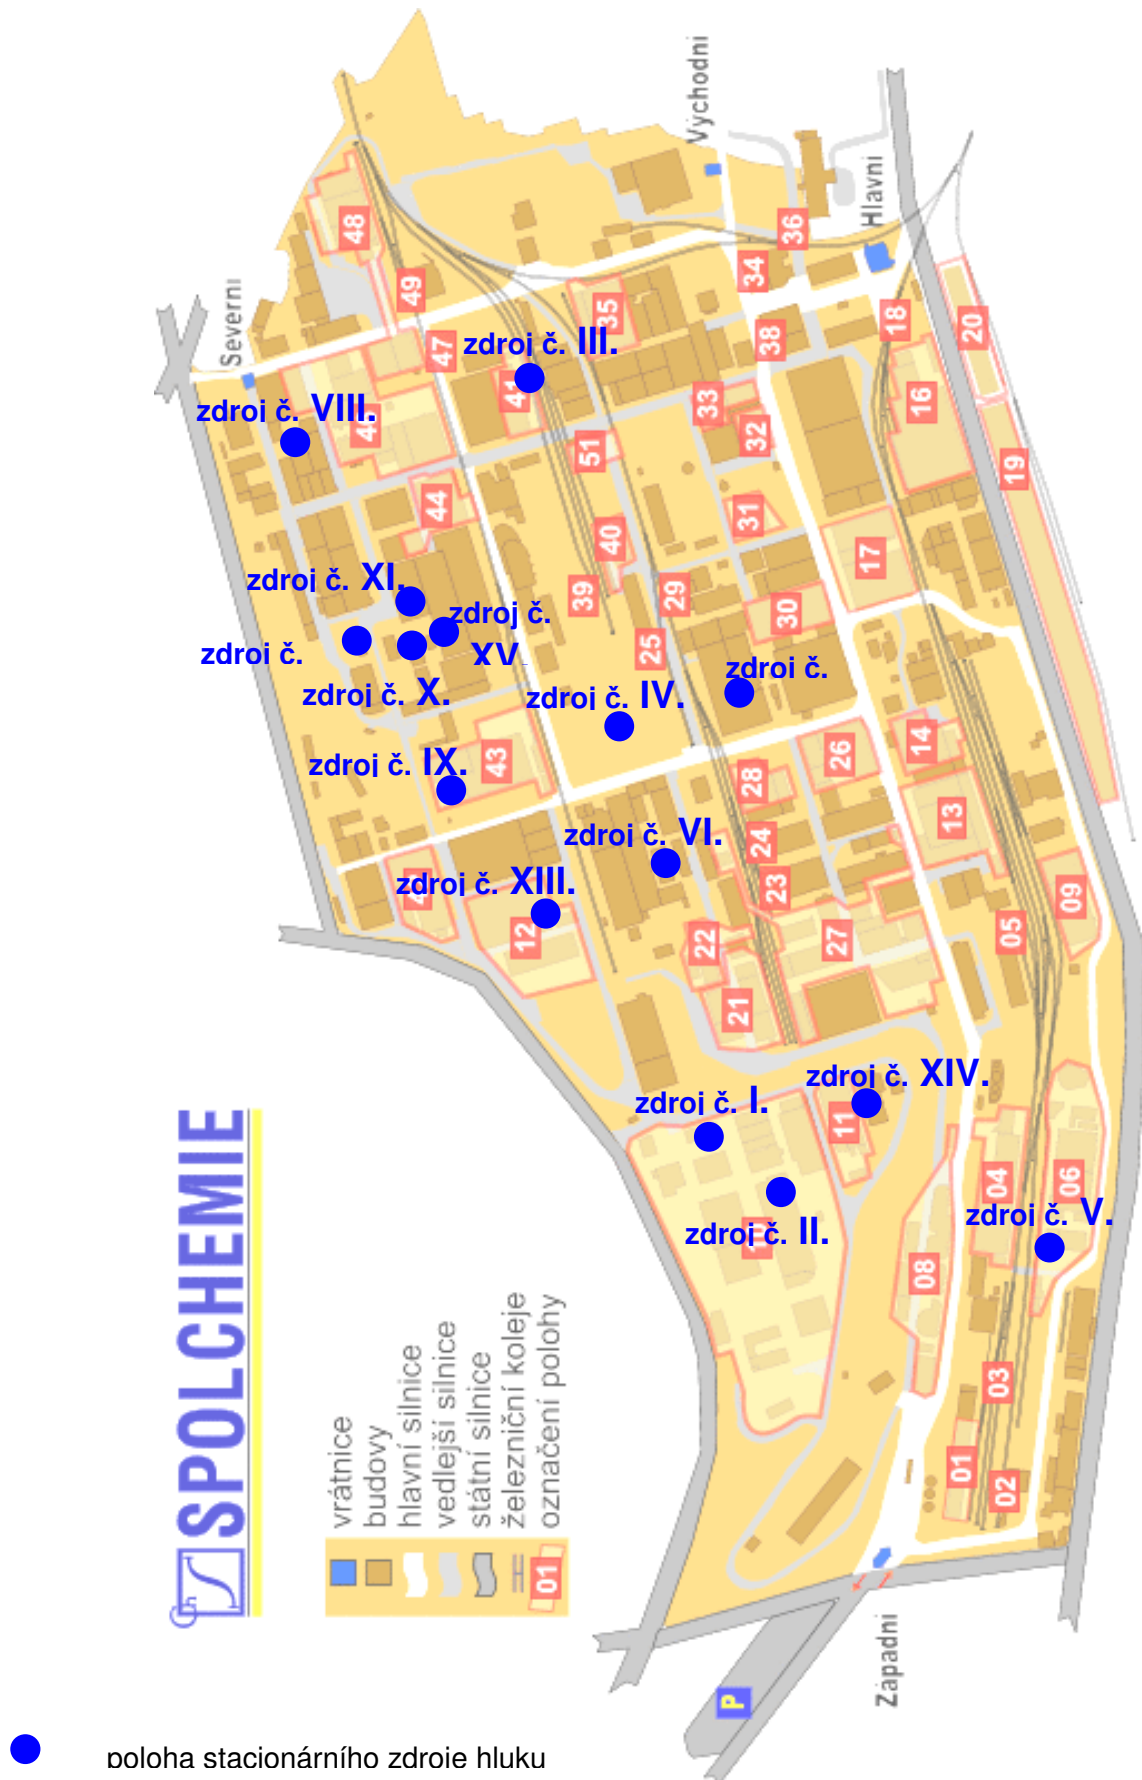 Severní
Východní
Hlavní
Západní
48
49
47
36
34
35
38
18
20
zdroj č. III.
zdroj č. VIII.
33
32
16
19
51
44
31
40
39
29
17
30
25
zdroj č. XI.
zdroj č.
XV.
zdroj č.
zdroj č. X.
zdroj č. IV.
zdroj č.
14
26
28
13
43
zdroj č. IX.
zdroj č. VI.
24
23
zdroj č. XIII.
12
22
27
05
09
21
zdroj č. XIV.
zdroj č. I.
11
04
06
zdroj č. V.
zdroj č. II.
10
08
03
01
02
P
SPOLCHEMIE
vrátnice
budovy
hlavní silnice
vedlejší silnice
státní silnice
železniční koleje
01 označení polohy
poloha stacionárního zdroje hluku